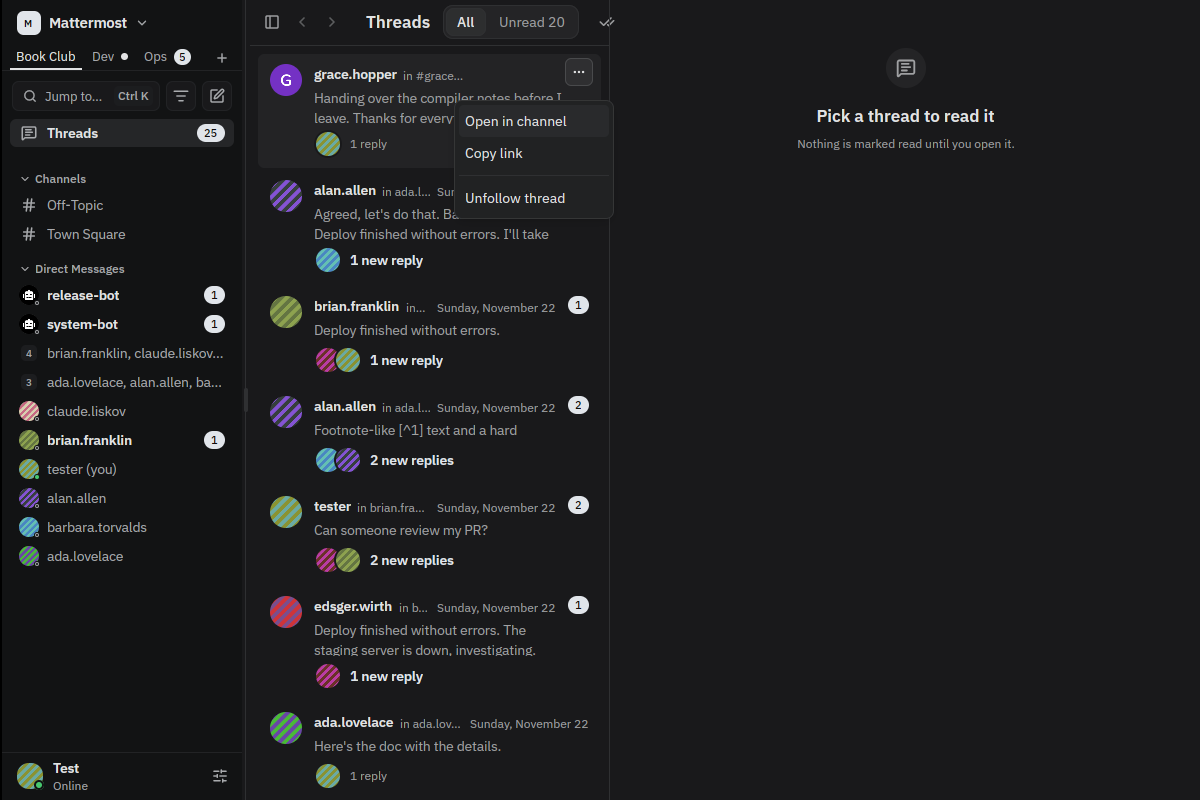 M Mattermost
Book Club Dev Ops 5
Jump to... Ctrl K
Threads 25
Channels
Off-Topic
Town Square
Direct Messages
release-bot 1
system-bot 1
4 brian.franklin, claude.liskov...
3 ada.lovelace, alan.allen, ba...
claude.liskov
brian.franklin 1
tester (you)
alan.allen
barbara.torvalds
ada.lovelace
Test
Online
Threads All Unread 20
G grace.hopper in #grace...
Handing over the compiler notes before I
leave. Thanks for every
1 reply
Open in channel
Copy link
Unfollow thread
alan.allen in ada.l... Sun
Agreed, let's do that. Ba
Deploy finished without errors. I'll take
1 new reply
brian.franklin in... Sunday, November 22 1
Deploy finished without errors.
1 new reply
alan.allen in ada.l... Sunday, November 22 2
Footnote-like [^1] text and a hard
2 new replies
tester in brian.fra... Sunday, November 22 2
Can someone review my PR?
2 new replies
edsger.wirth in b... Sunday, November 22 1
Deploy finished without errors. The
staging server is down, investigating.
1 new reply
ada.lovelace in ada.lov... Sunday, November 22
Here's the doc with the details.
1 reply
Pick a thread to read it
Nothing is marked read until you open it.